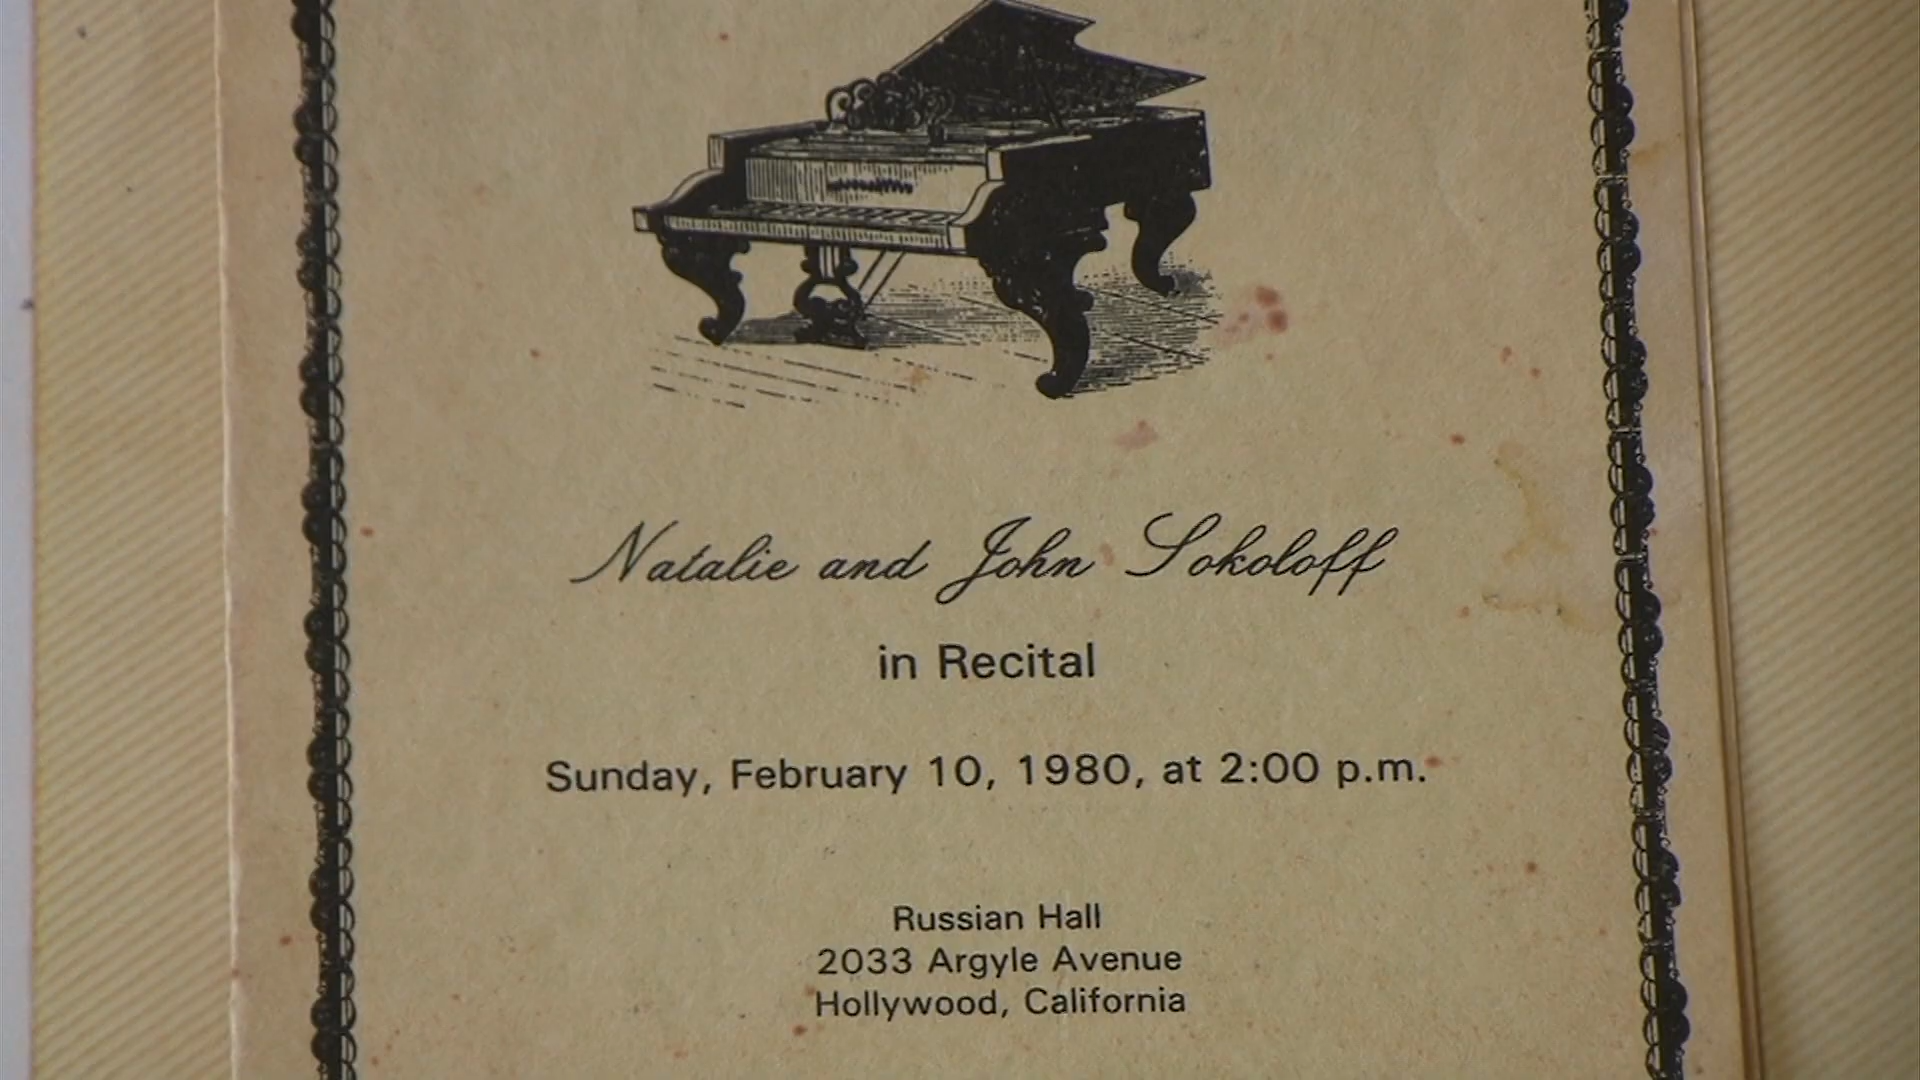 Natalie and John Sokoloff
in Recital
Sunday, February 10, 1980, at 2:00 p.m.
Russian Hall
2033 Argyle Avenue
Hollywood, California